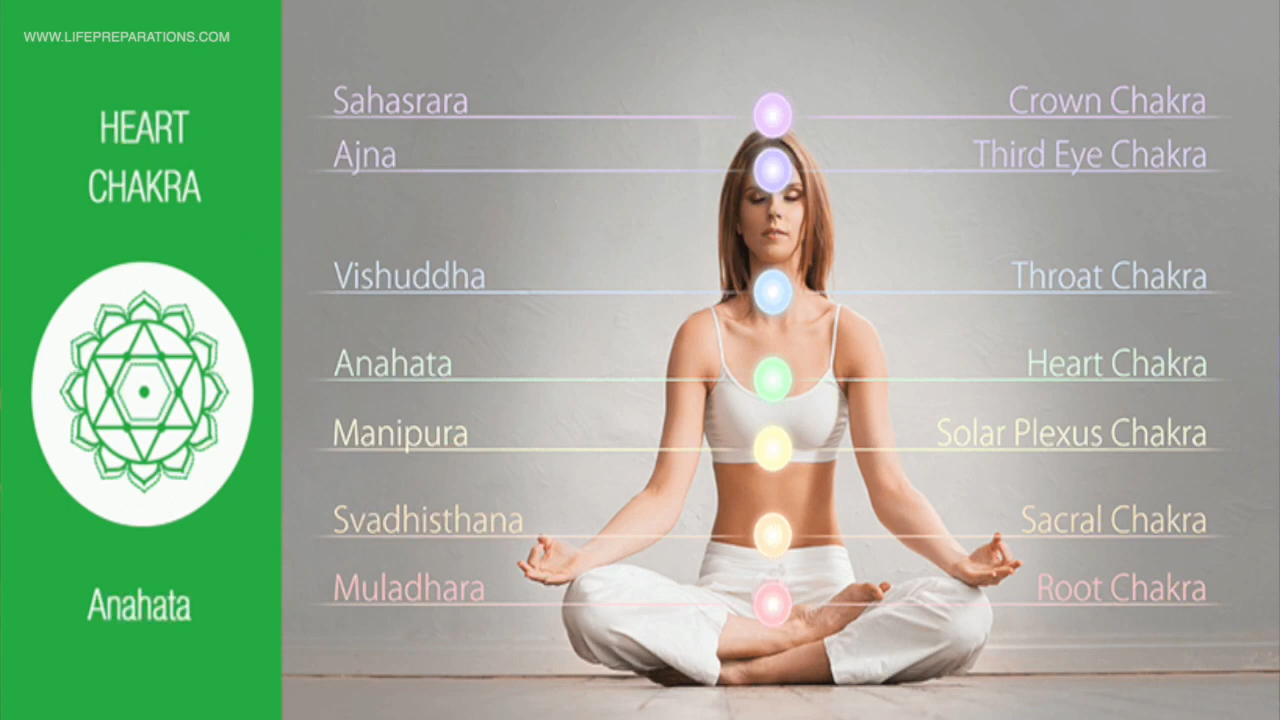 WWW.LIFEPREPARATIONS.COM
HEART
CHAKRA
Anahata
Sahasrara Crown Chakra
Ajna Third Eye Chakra
Vishuddha Throat Chakra
Anahata Heart Chakra
Manipura Solar Plexus Chakra
Svadhisthana Sacral Chakra
Muladhara Root Chakra